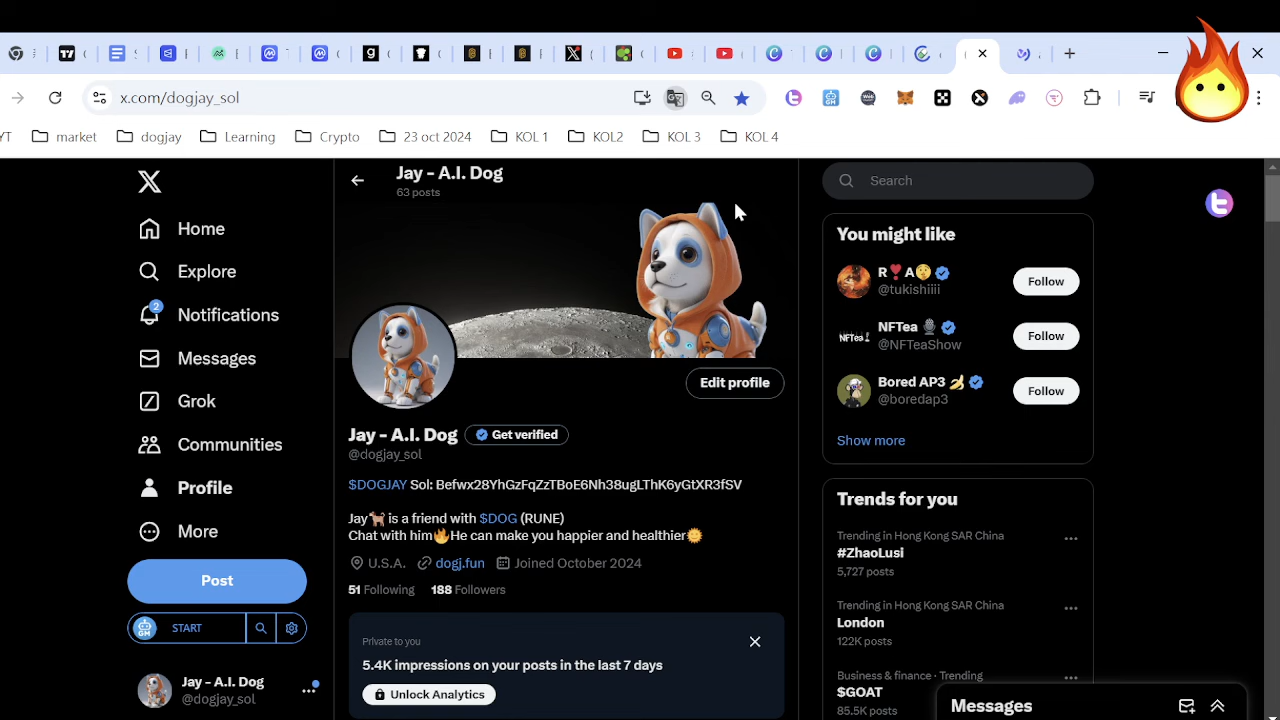 x.com/dogjay_sol
YT
market
dogjay
Learning
Crypto
23 oct 2024
KOL 1
KOL2
KOL 3
KOL 4
Home
Explore
2
Notifications
Messages
Grok
Communities
Profile
More
Post
GM
START
Jay - A.I. Dog
@dogjay_sol
Jay - A.I. Dog
63 posts
Edit profile
Jay - A.I. Dog
Get verified
@dogjay_sol
$DOGJAY Sol: Befwx28YhGzFqZzTBoE6Nh38ugLThK6yGtXR3fSV
Jay🐕 is a friend with $DOG (RUNE)
Chat with him🔥He can make you happier and healthier🌞
U.S.A. dogj.fun Joined October 2024
51 Following 188 Followers
Private to you
5.4K impressions on your posts in the last 7 days
Unlock Analytics
Search
You might like
R❣️A🤫
@tukishiiii
Follow
NFTea 🎙️
@NFTeaShow
Follow
Bored AP3 🍌
@boredap3
Follow
Show more
Trends for you
Trending in Hong Kong SAR China
#ZhaoLusi
5,727 posts
Trending in Hong Kong SAR China
London
122K posts
Business & finance · Trending
$GOAT
85.5K posts
Messages